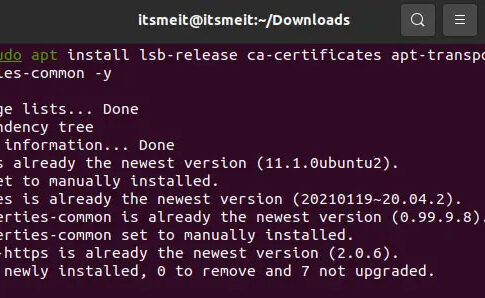 itsmeit@itsmeit:~/Downloads
udo apt install lsb-release ca-certificates apt-transpo
ies-common -y
ge lists... Done
ndency tree
information... Done
s already the newest version (11.1.0ubuntu2).
et to manually installed.
es is already the newest version (20210119~20.04.2).
erties-common is already the newest version (0.99.9.8).
erties-common set to manually installed.
-https is already the newest version (2.0.6).
newly installed, 0 to remove and 7 not upgraded.